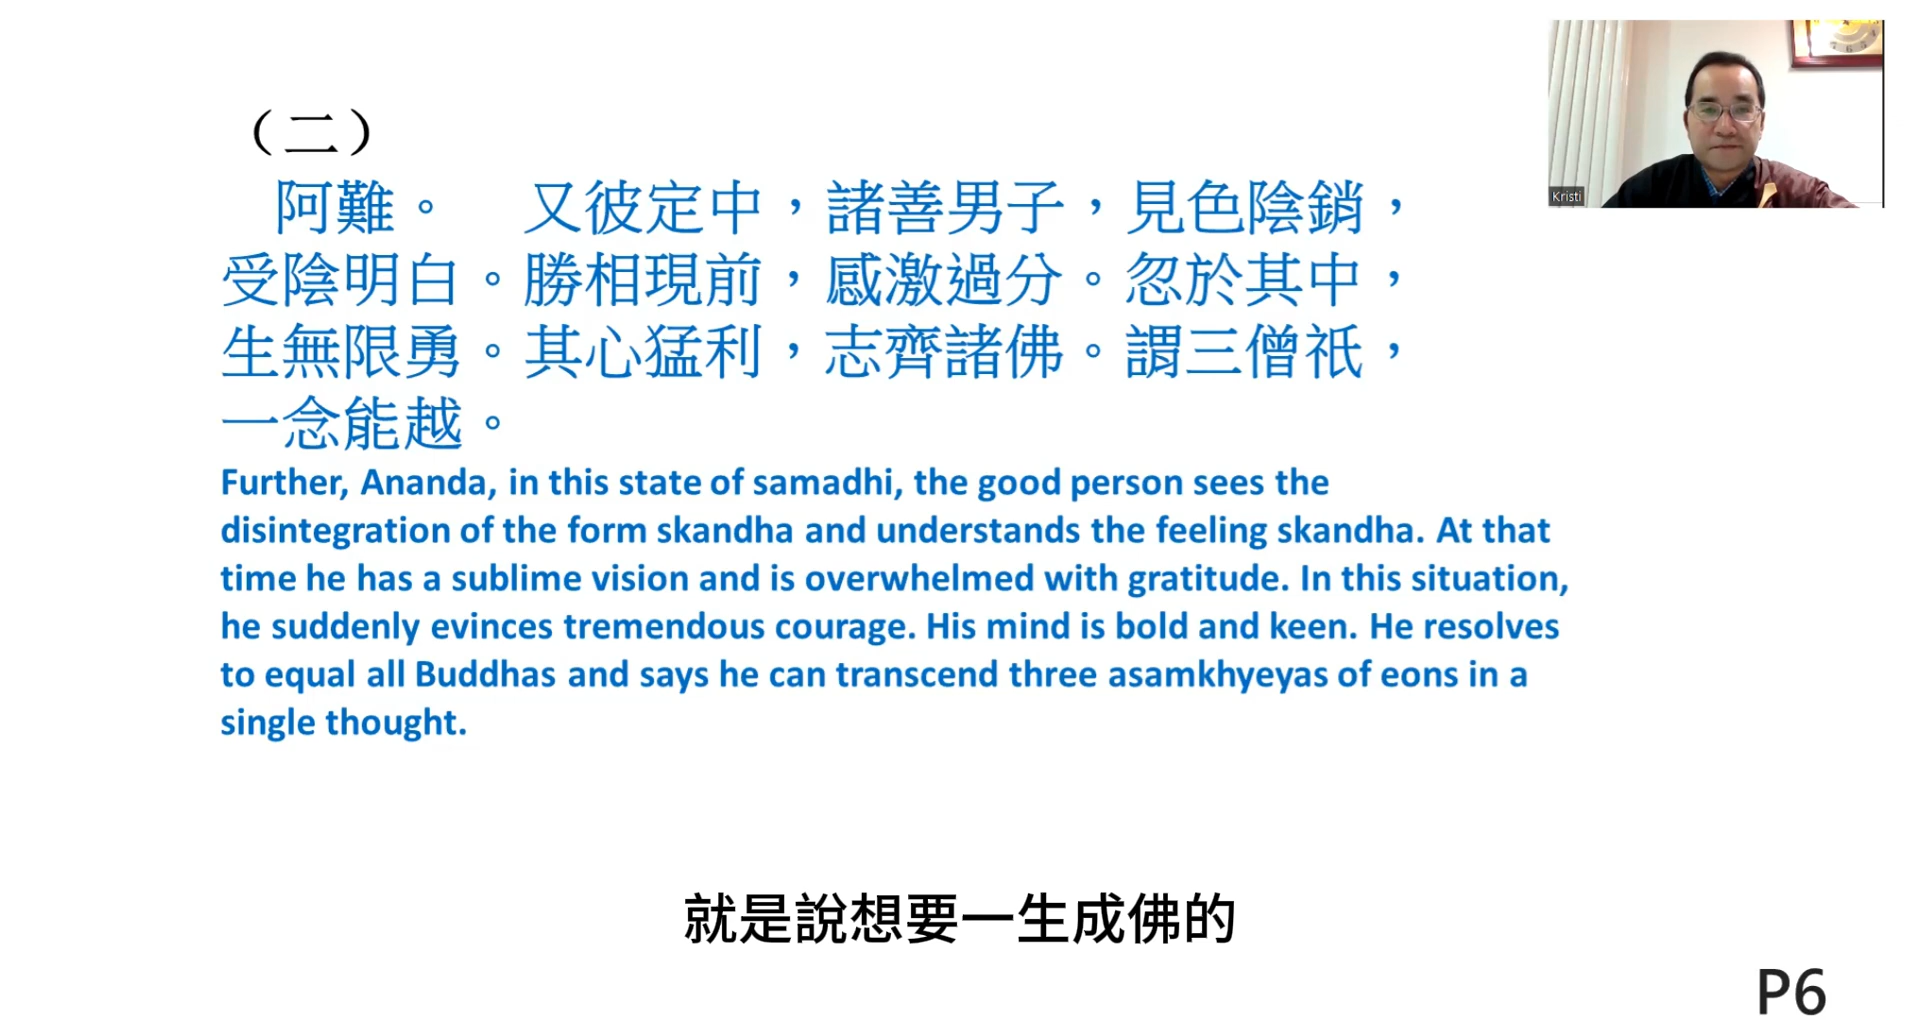 （二）
阿難。 又彼定中，諸善男子，見色陰銷，
受陰明白。勝相現前，感激過分。忽於其中，
生無限勇。其心猛利，志齊諸佛。謂三僧祇，
一念能越。
Further, Ananda, in this state of samadhi, the good person sees the
disintegration of the form skandha and understands the feeling skandha. At that
time he has a sublime vision and is overwhelmed with gratitude. In this situation,
he suddenly evinces tremendous courage. His mind is bold and keen. He resolves
to equal all Buddhas and says he can transcend three asamkhyeyas of eons in a
single thought.
Kristi
就是說想要一生成佛的
P6